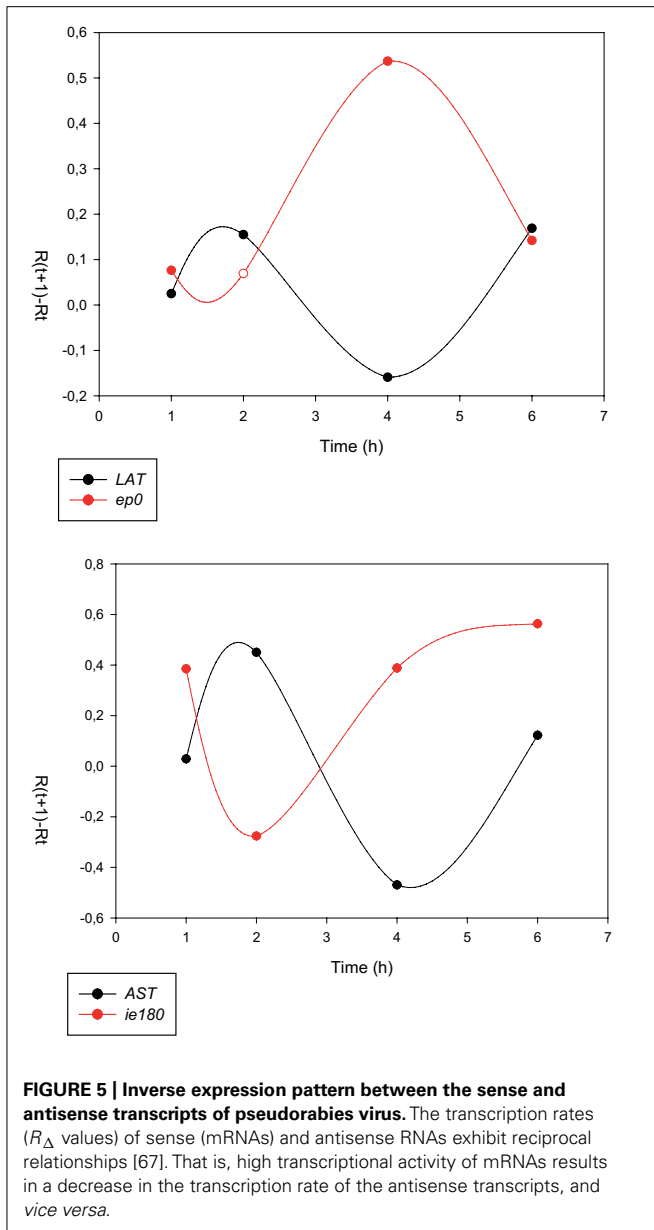 0,6
0,5
0,4
0,3
0,2
0,1
0,0
-0,1
-0,2
R(t+1)-Rt
0 1 2 3 4 5 6 7
Time (h)
LAT
ep0
0,8
0,6
0,4
0,2
0,0
-0,2
-0,4
-0,6
R(t+1)-Rt
0 1 2 3 4 5 6 7
Time (h)
AST
ie180
FIGURE 5 | Inverse expression pattern between the sense and
antisense transcripts of pseudorabies virus. The transcription rates
(RΔ values) of sense (mRNAs) and antisense RNAs exhibit reciprocal
relationships [67]. That is, high transcriptional activity of mRNAs results
in a decrease in the transcription rate of the antisense transcripts, and
vice versa.